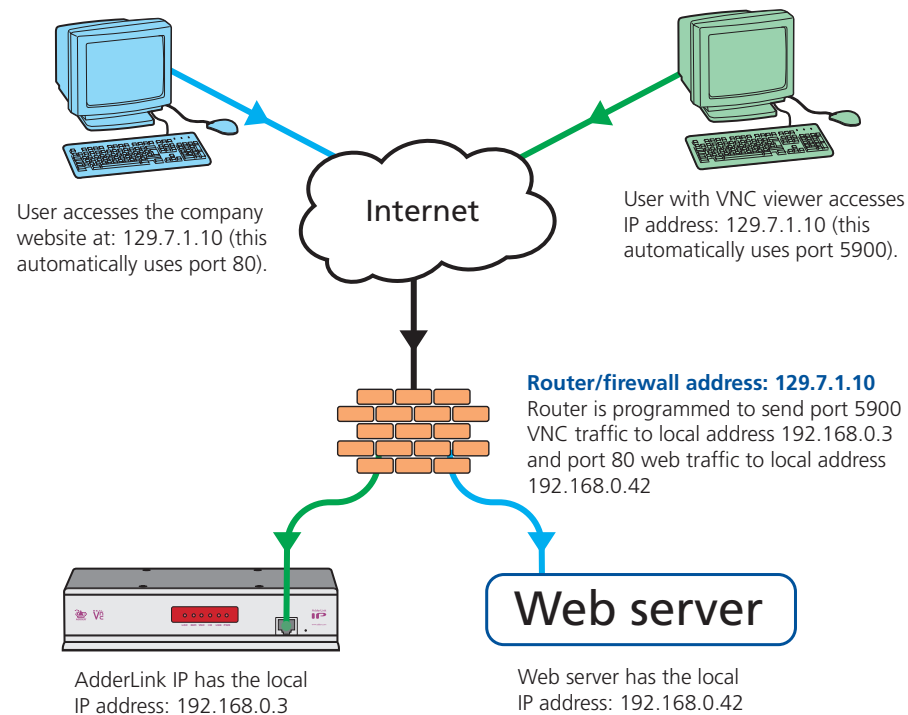 User accesses the company
website at: 129.7.1.10 (this
automatically uses port 80).
Internet
User with VNC viewer accesses
IP address: 129.7.1.10 (this
automatically uses port 5900).
Router/firewall address: 129.7.1.10
Router is programmed to send port 5900
VNC traffic to local address 192.168.0.3
and port 80 web traffic to local address
192.168.0.42
Web server
AdderLink IP has the local
IP address: 192.168.0.3
Web server has the local
IP address: 192.168.0.42